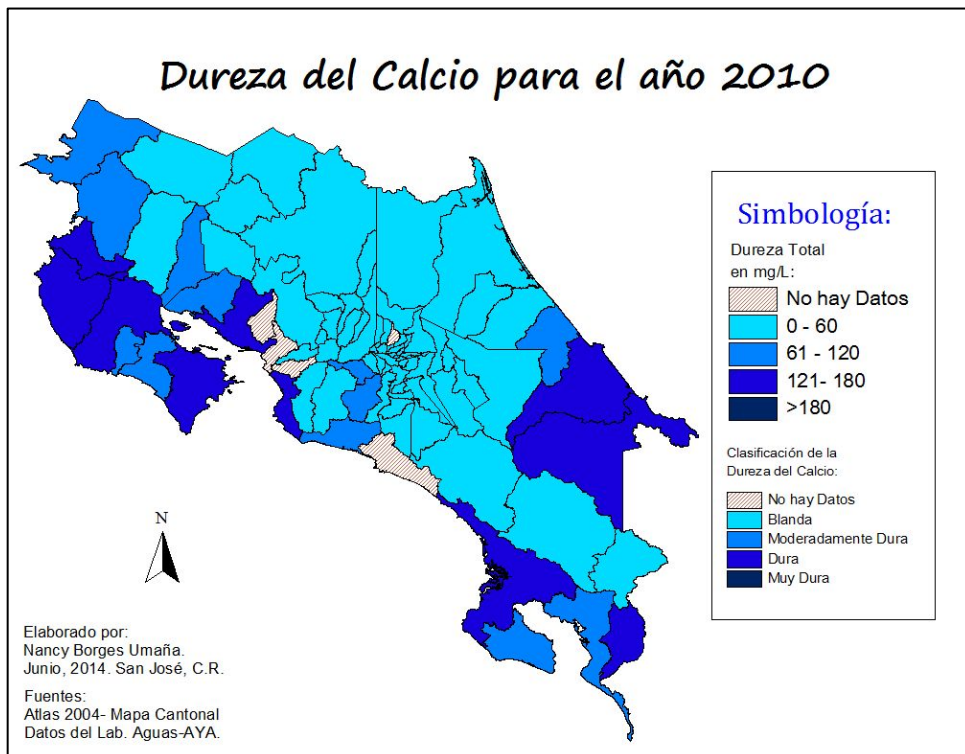 Dureza del Calcio para el año 2010
Simbología:
Dureza Total
en mg/L:
No hay Datos
0 - 60
61 - 120
121- 180
>180
Clasificación de la
Dureza del Calcio:
No hay Datos
Blanda
Moderadamente Dura
Dura
Muy Dura
N
Elaborado por:
Nancy Borges Umaña.
Junio, 2014. San José, C.R.
Fuentes:
Atlas 2004- Mapa Cantonal
Datos del Lab. Aguas-AYA.